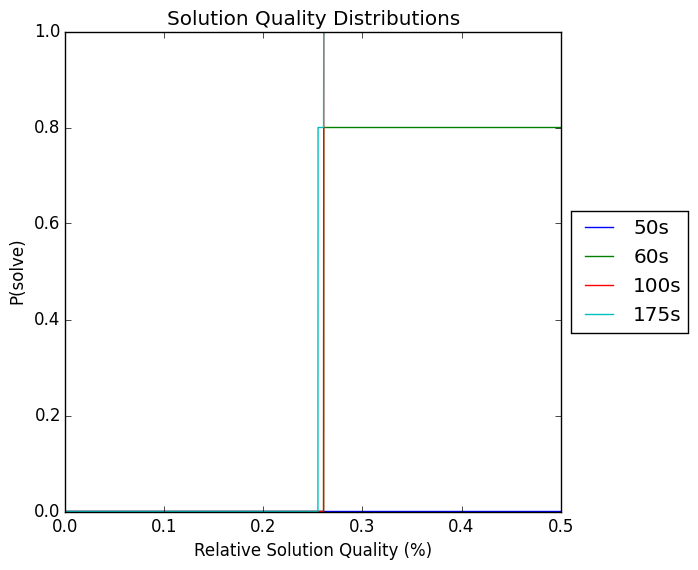 Solution Quality Distributions
1.0
0.8
0.6
0.4
0.2
0.0
P(solve)
0.0 0.1 0.2 0.3 0.4 0.5
Relative Solution Quality (%)
50s
60s
100s
175s